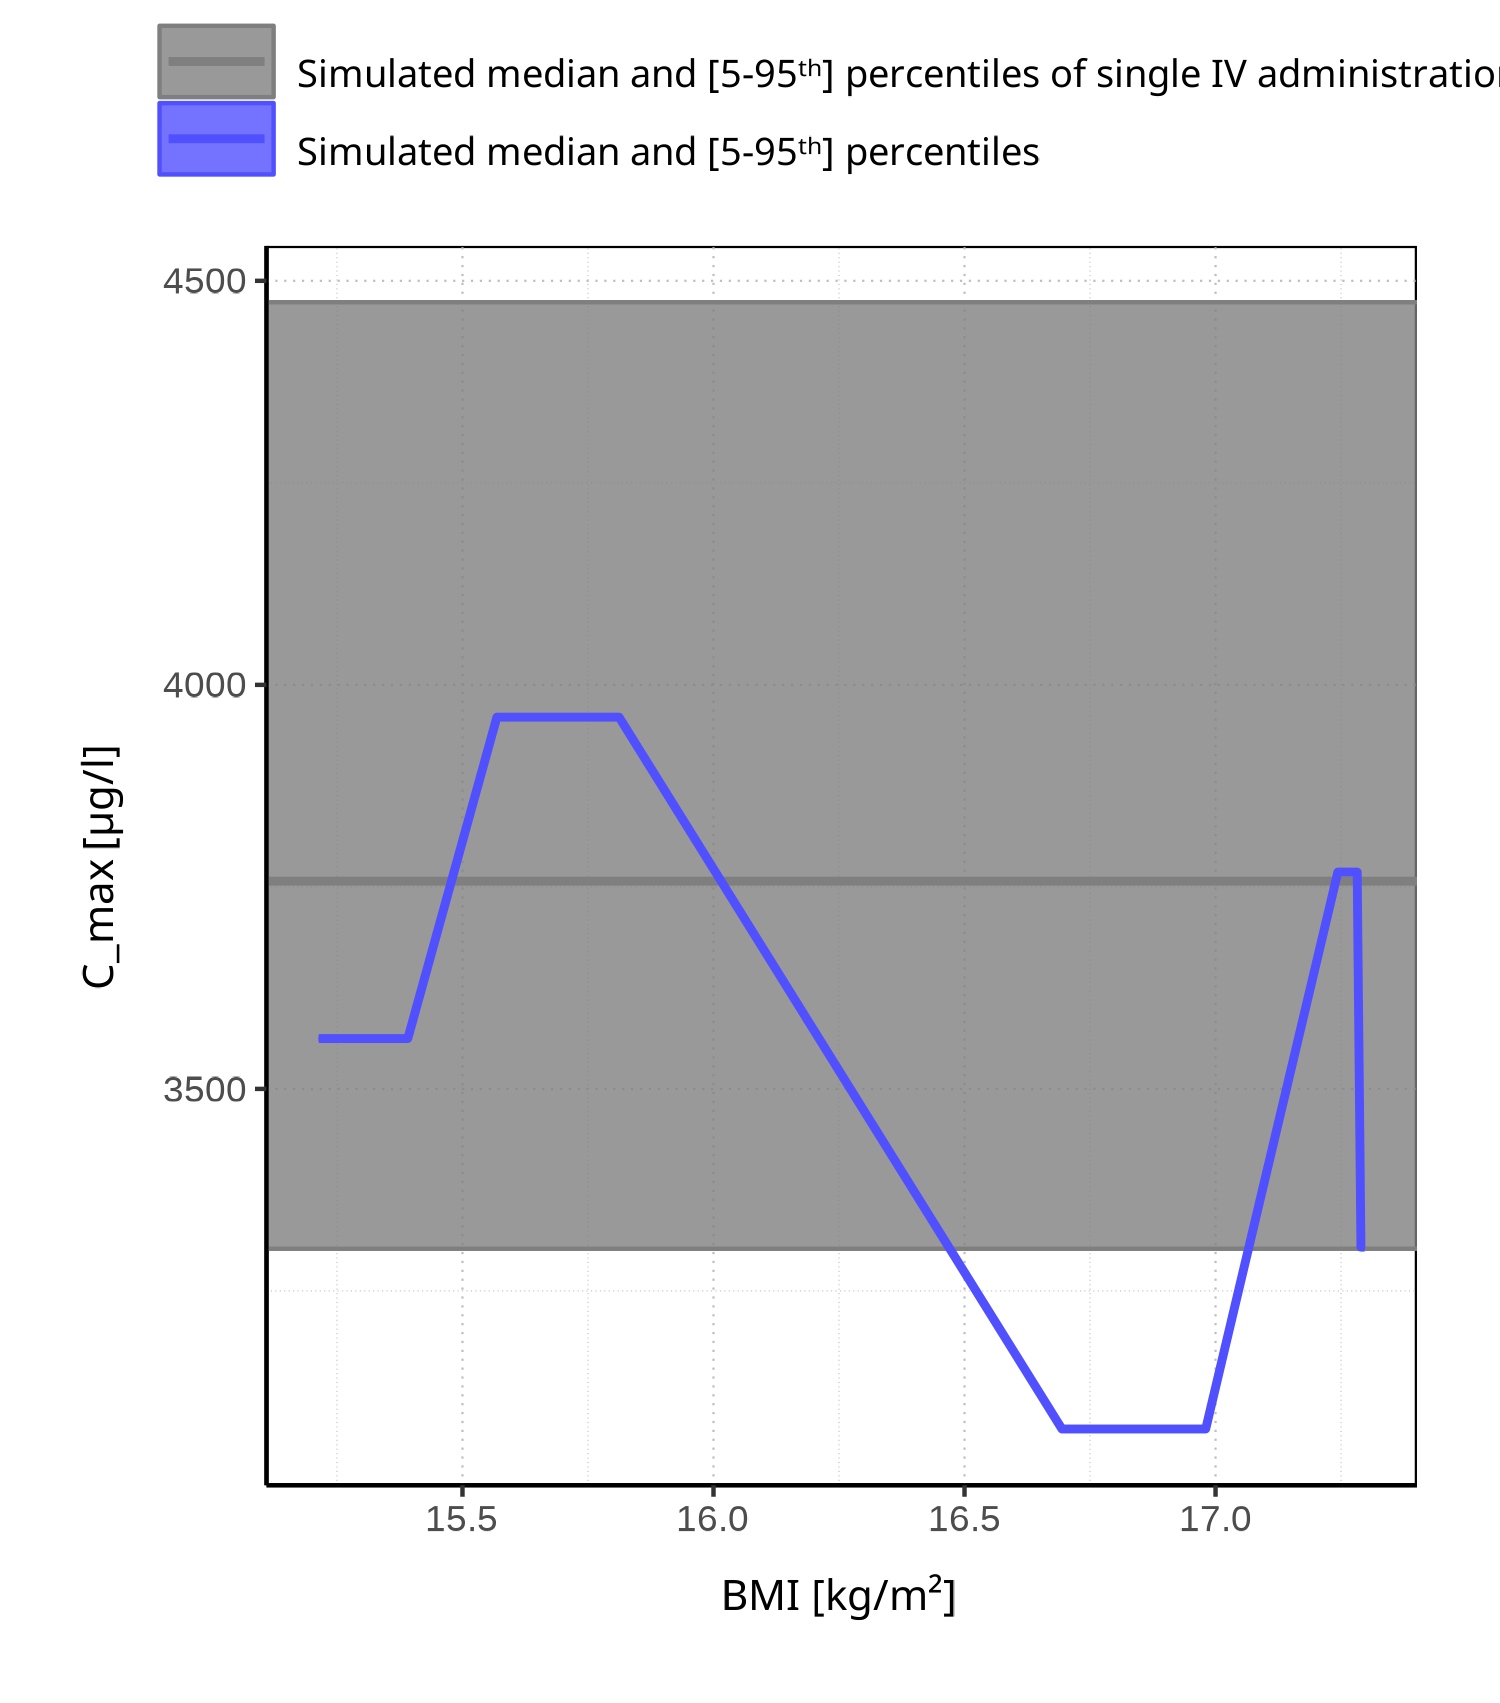 Simulated median and [5-95ᵗʰ] percentiles of single IV administration
Simulated median and [5-95ᵗʰ] percentiles
4500
4000
3500
C_max [µg/l]
15.5 16.0 16.5 17.0
BMI [kg/m²]